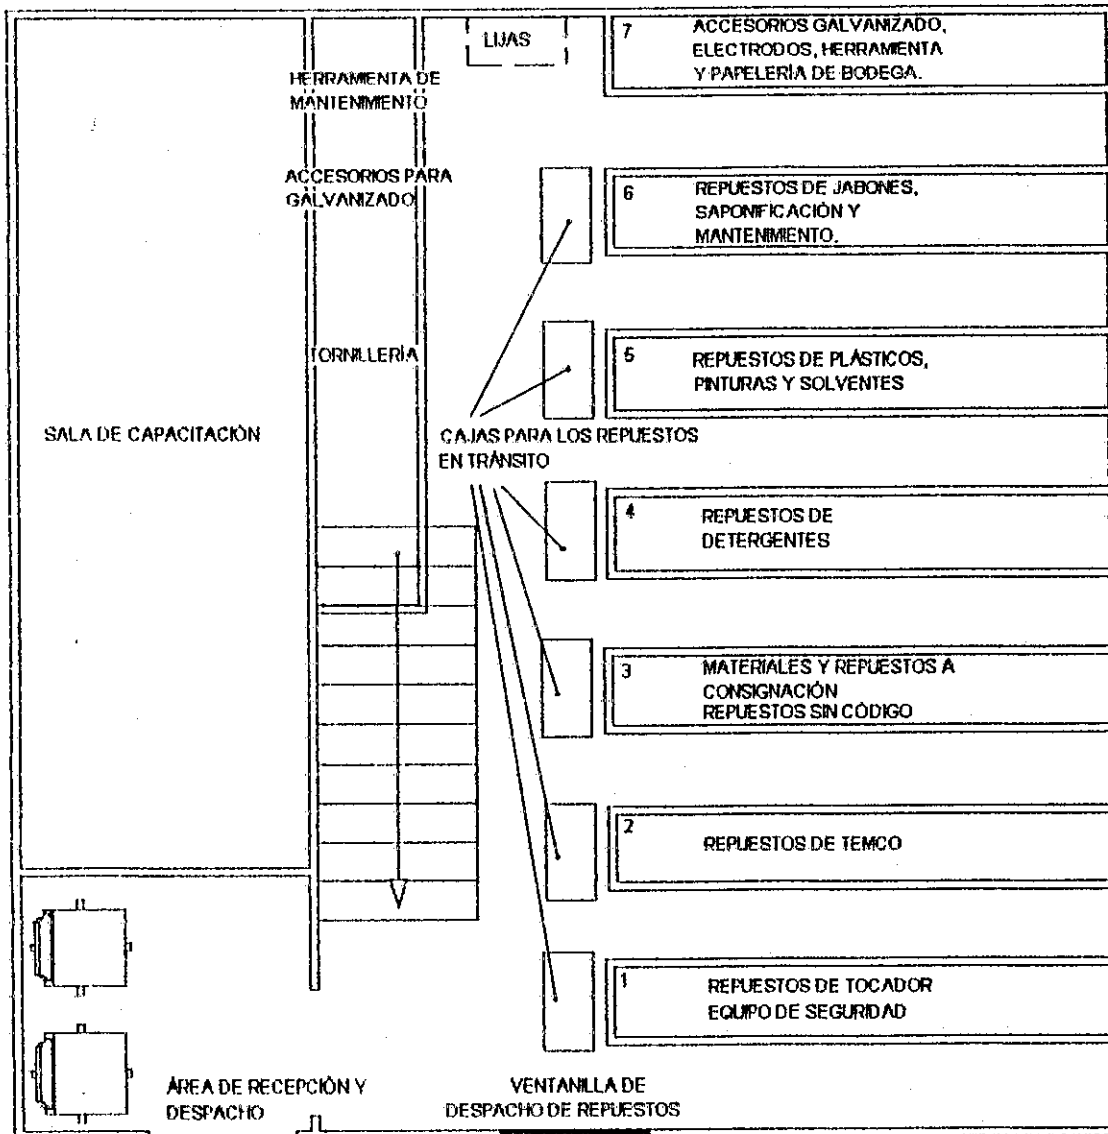 LIJAS
7
ACCESORIOS GALVANIZADO,
ELECTRODOS, HERRAMIENTA
Y PAPELERÍA DE BODEGA.
HERRAMIENTA DE
MANTENIMIENTO
ACCESORIOS PARA
GALVANIZADO
6
REPUESTOS DE JABONES,
SAPONIFICACIÓN Y
MANTENIMIENTO.
TORNILLERÍA
5
REPUESTOS DE PLÁSTICOS,
PINTURAS Y SOLVENTES
SALA DE CAPACITACIÓN
CAJAS PARA LOS REPUESTOS
EN TRÁNSITO
4
REPUESTOS DE
DETERGENTES
3
MATERIALES Y REPUESTOS A
CONSIGNACIÓN
REPUESTOS SIN CÓDIGO
2
REPUESTOS DE TEMCO
1
REPUESTOS DE TOCADOR
EQUIPO DE SEGURIDAD
ÁREA DE RECEPCIÓN Y
DESPACHO
VENTANILLA DE
DESPACHO DE REPUESTOS